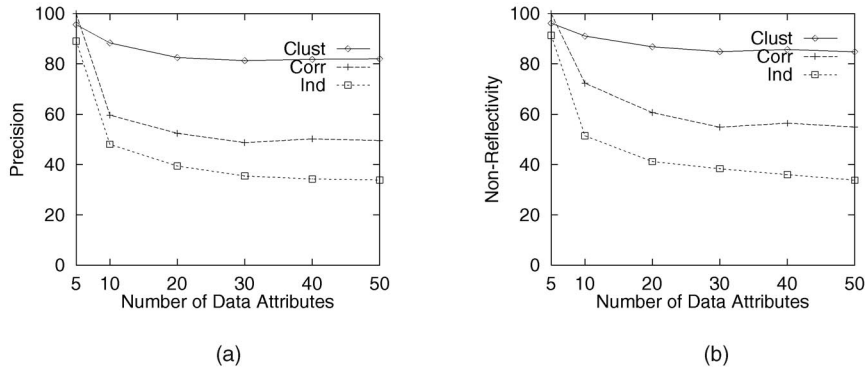 100
80
60
40
20
0
Precision
Clust
Corr
Ind
5 10 20 30 40 50
Number of Data Attributes
(a)
100
80
60
40
20
0
Non-Reflectivity
Clust
Corr
Ind
5 10 20 30 40 50
Number of Data Attributes
(b)